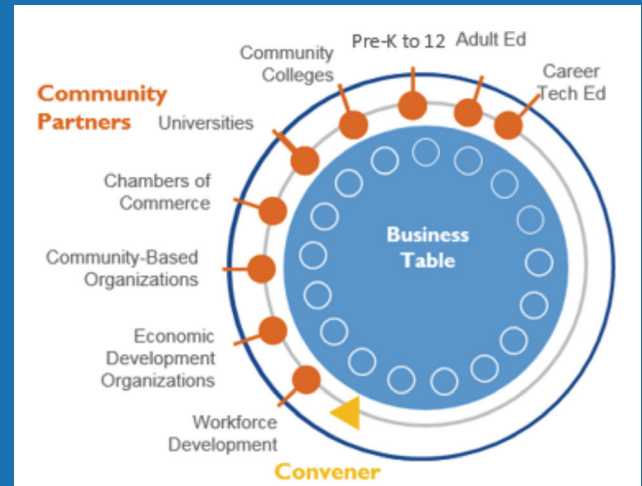 Pre-K to 12
Adult Ed
Community
Colleges
Career
Tech Ed
Community
Partners
Universities
Chambers of
Commerce
Community-Based
Organizations
Business
Table
Economic
Development
Organizations
Workforce
Development
Convener